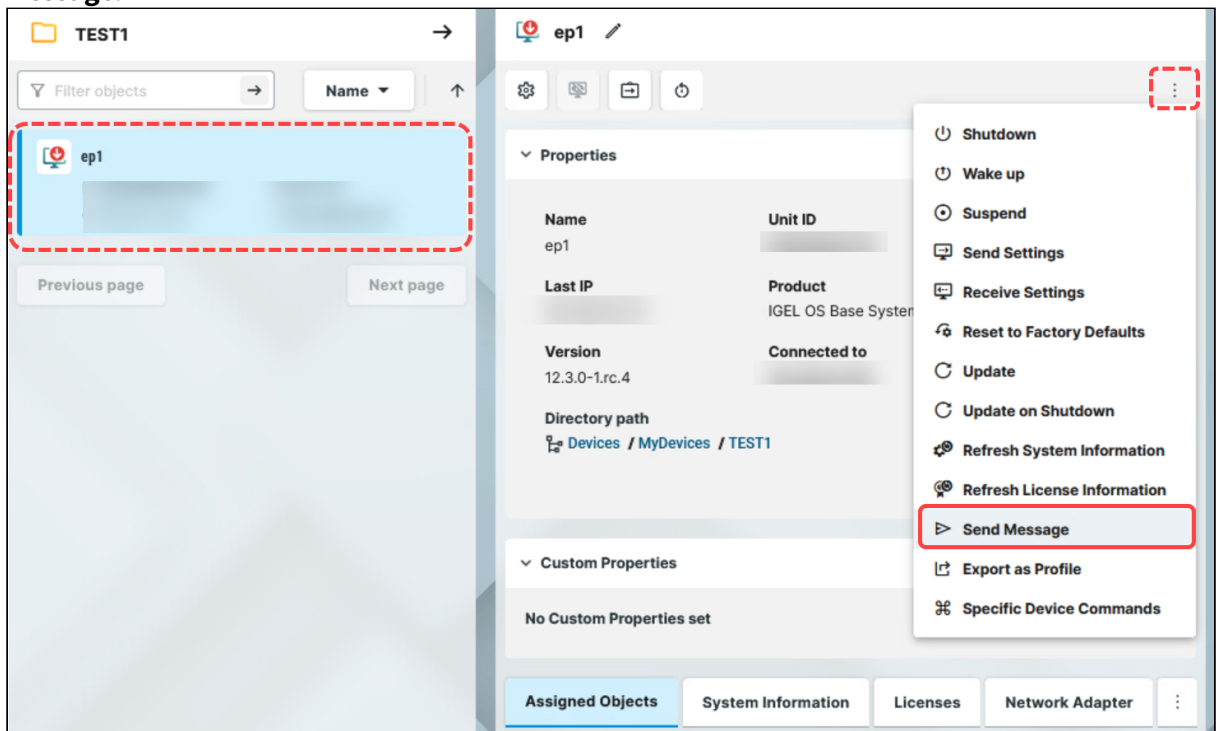 TEST1
Filter objects
Name
ep1
Previous page
Next page
ep1
Properties
Name
ep1
Unit ID
Last IP
Product
IGEL OS Base System
Version
12.3.0-1.rc.4
Connected to
Directory path
Devices / MyDevices / TEST1
Custom Properties
No Custom Properties set
Shutdown
Wake up
Suspend
Send Settings
Receive Settings
Reset to Factory Defaults
Update
Update on Shutdown
Refresh System Information
Refresh License Information
Send Message
Export as Profile
Specific Device Commands
Assigned Objects
System Information
Licenses
Network Adapter